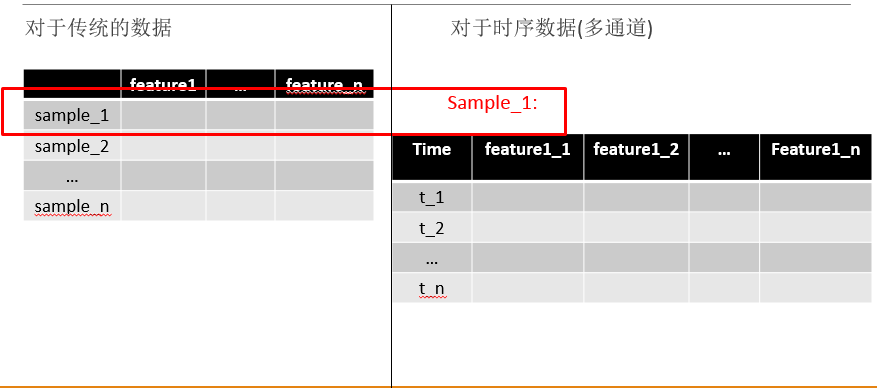 对于传统的数据
feature1 ... feature_n
sample_1
sample_2
...
sample_n
对于时序数据(多通道)
Sample_1:
Time feature1_1 feature1_2 ... Feature1_n
t_1
t_2
...
t_n